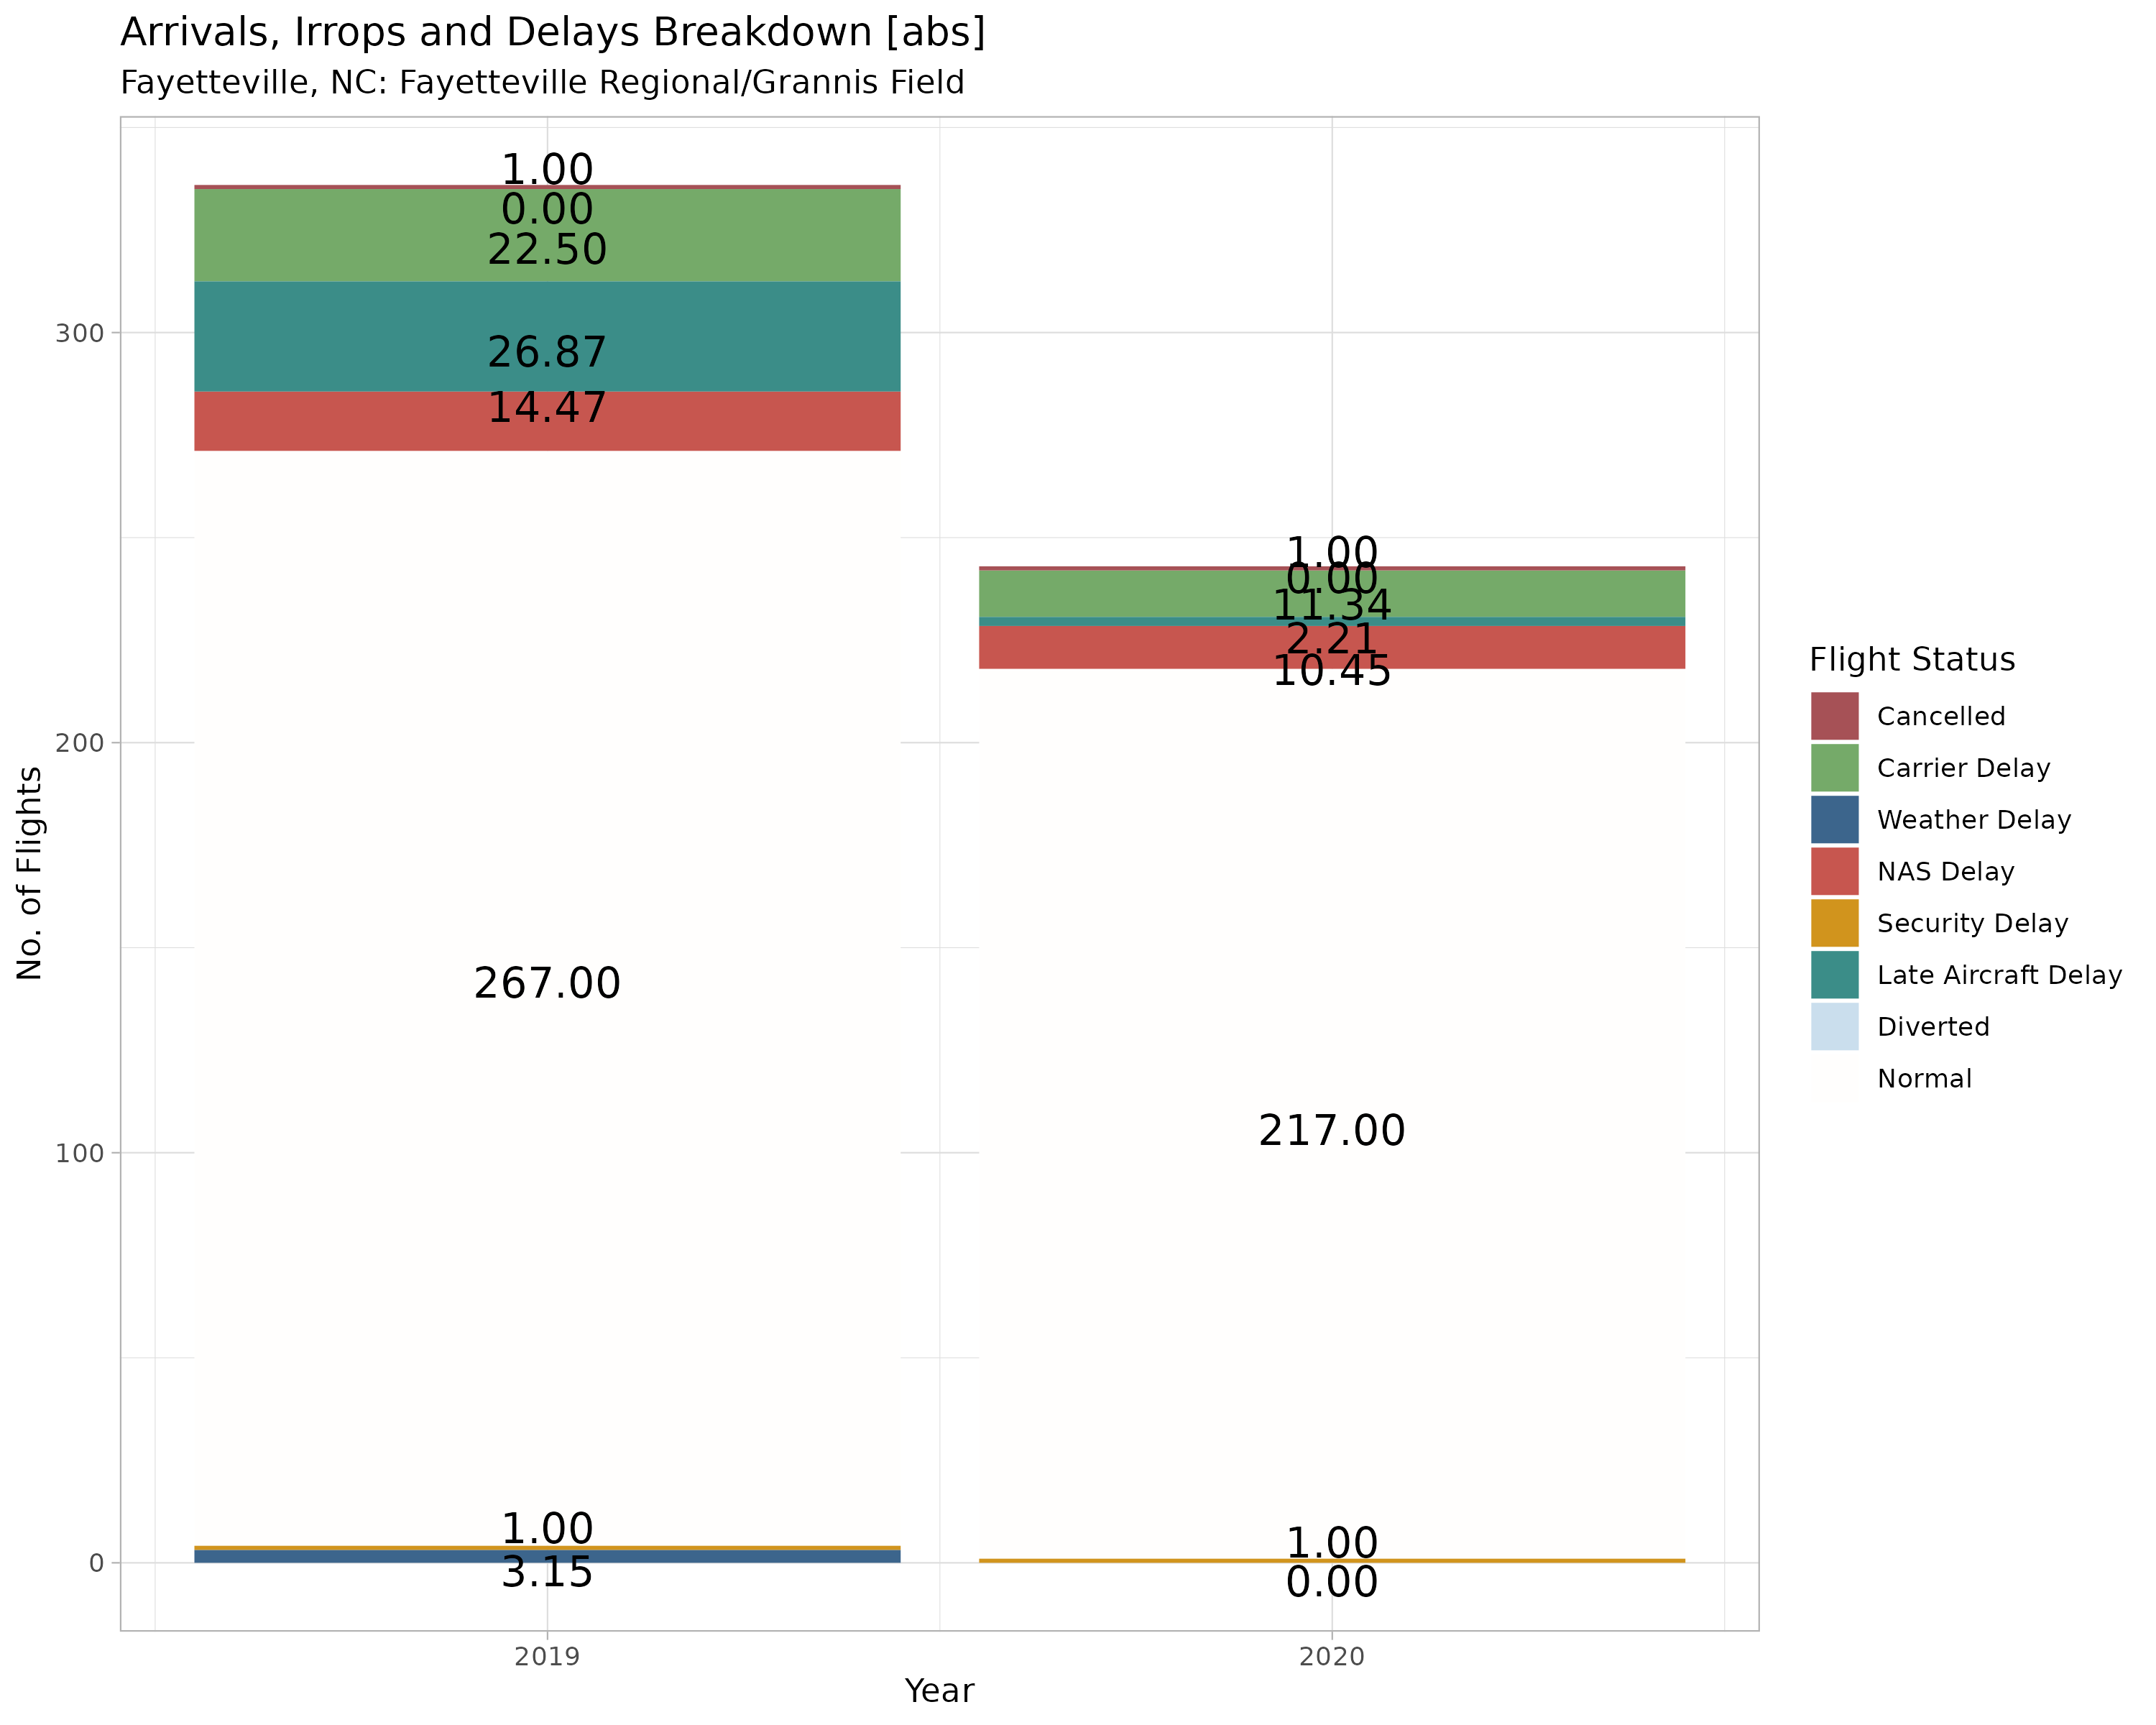 Arrivals, Irrops and Delays Breakdown [abs]
Fayetteville, NC: Fayetteville Regional/Grannis Field
No. of Flights
300
200
100
0
1.00
0.00
22.50
26.87
14.47
267.00
1.00
3.15
1.00
0.00
11.34
2.21
10.45
217.00
1.00
0.00
2019
2020
Year
Flight Status
Cancelled
Carrier Delay
Weather Delay
NAS Delay
Security Delay
Late Aircraft Delay
Diverted
Normal